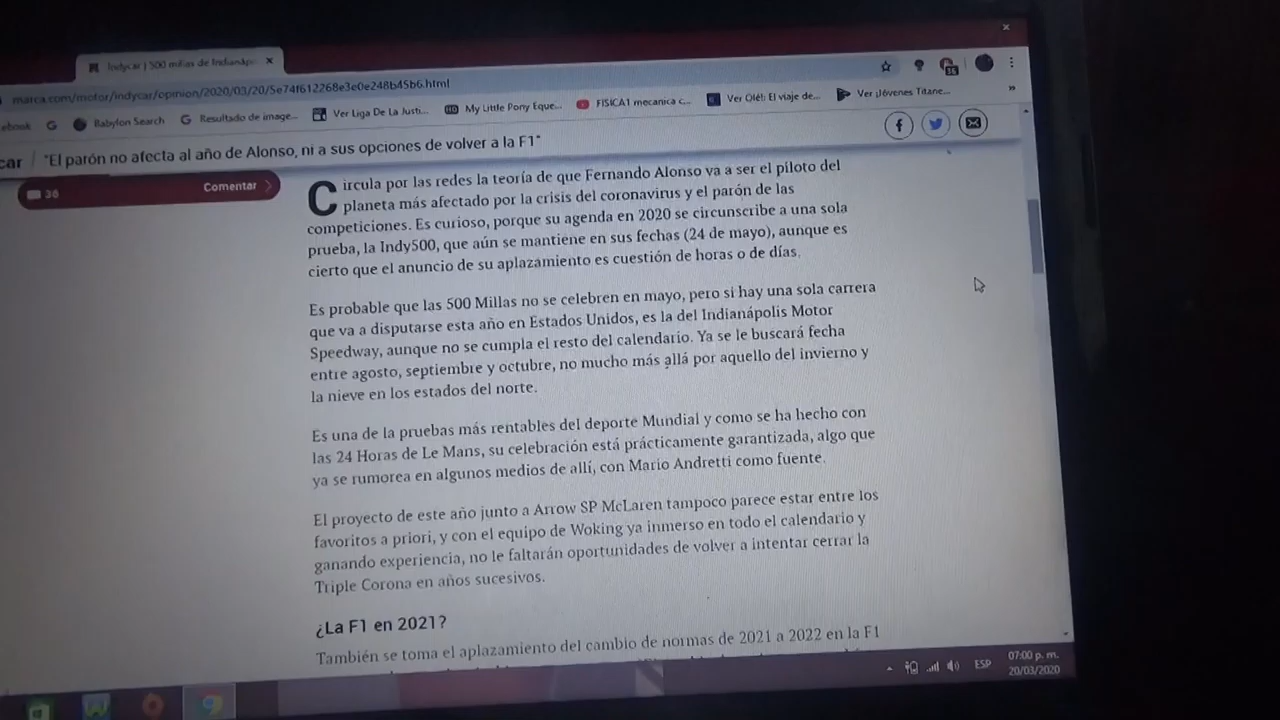 Indycar | 500 millas de Indianáp
marca.com/motor/indycar/opinion/2020/03/20/5e74f612268e3e0e248b45b6.html
ebook
Babylon Search
Resultado de image...
Ver Liga De La Justi...
My Little Pony Eque...
FISICA1 mecanica c...
Ver Olé!: El viaje de...
Ver ¡Jóvenes Titane...
car / "El parón no afecta al año de Alonso, ni a sus opciones de volver a la F1"
36
Comentar
Circula por las redes la teoría de que Fernando Alonso va a ser el piloto del
planeta más afectado por la crisis del coronavirus y el parón de las
competiciones. Es curioso, porque su agenda en 2020 se circunscribe a una sola
prueba, la Indy500, que aún se mantiene en sus fechas (24 de mayo), aunque es
cierto que el anuncio de su aplazamiento es cuestión de horas o de días.
Es probable que las 500 Millas no se celebren en mayo, pero si hay una sola carrera
que va a disputarse esta año en Estados Unidos, es la del Indianápolis Motor
Speedway, aunque no se cumpla el resto del calendario. Ya se le buscará fecha
entre agosto, septiembre y octubre, no mucho más allá por aquello del invierno y
la nieve en los estados del norte.
Es una de la pruebas más rentables del deporte Mundial y como se ha hecho con
las 24 Horas de Le Mans, su celebración está prácticamente garantizada, algo que
ya se rumorea en algunos medios de allí, con Mario Andretti como fuente.
El proyecto de este año junto a Arrow SP McLaren tampoco parece estar entre los
favoritos a priori, y con el equipo de Woking ya inmerso en todo el calendario y
ganando experiencia, no le faltarán oportunidades de volver a intentar cerrar la
Triple Corona en años sucesivos.
¿La F1 en 2021?
También se toma el aplazamiento del cambio de normas de 2021 a 2022 en la F1
ESP
07:00 p. m.
20/03/2020